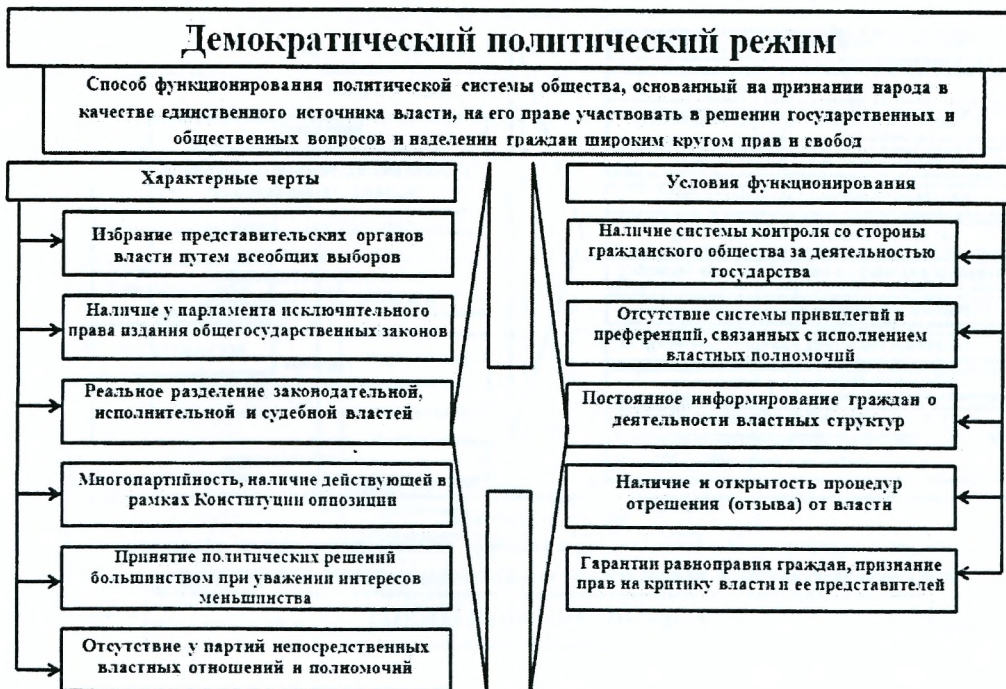 Демократический политический режим
Способ функционирования политической системы общества, основанный на признании народа в
качестве единственного источника власти, на его праве участвовать в решении государственных и
общественных вопросов и наделении граждан широким кругом прав и свобод
Характерные черты
Избрание представительских органов
власти путем всеобщих выборов
Наличие у парламента исключительного
права издания общегосударственных законов
Реальное разделение законодательной,
исполнительной и судебной властей
Многопартийность, наличие действующей в
рамках Конституции оппозиции
Принятие политических решений
большинством при уважении интересов
меньшинства
Отсутствие у партий непосредственных
властных отношений и полномочий
Условия функционирования
Наличие системы контроля со стороны
гражданского общества за деятельностью
государства
Отсутствие системы привилегий и
преференций, связанных с исполнением
властных полномочий
Постоянное информирование граждан о
деятельности властных структур
Наличие и открытость процедур
отрешения (отзыва) от власти
Гарантии равноправия граждан, признание
прав на критику власти и ее представителей